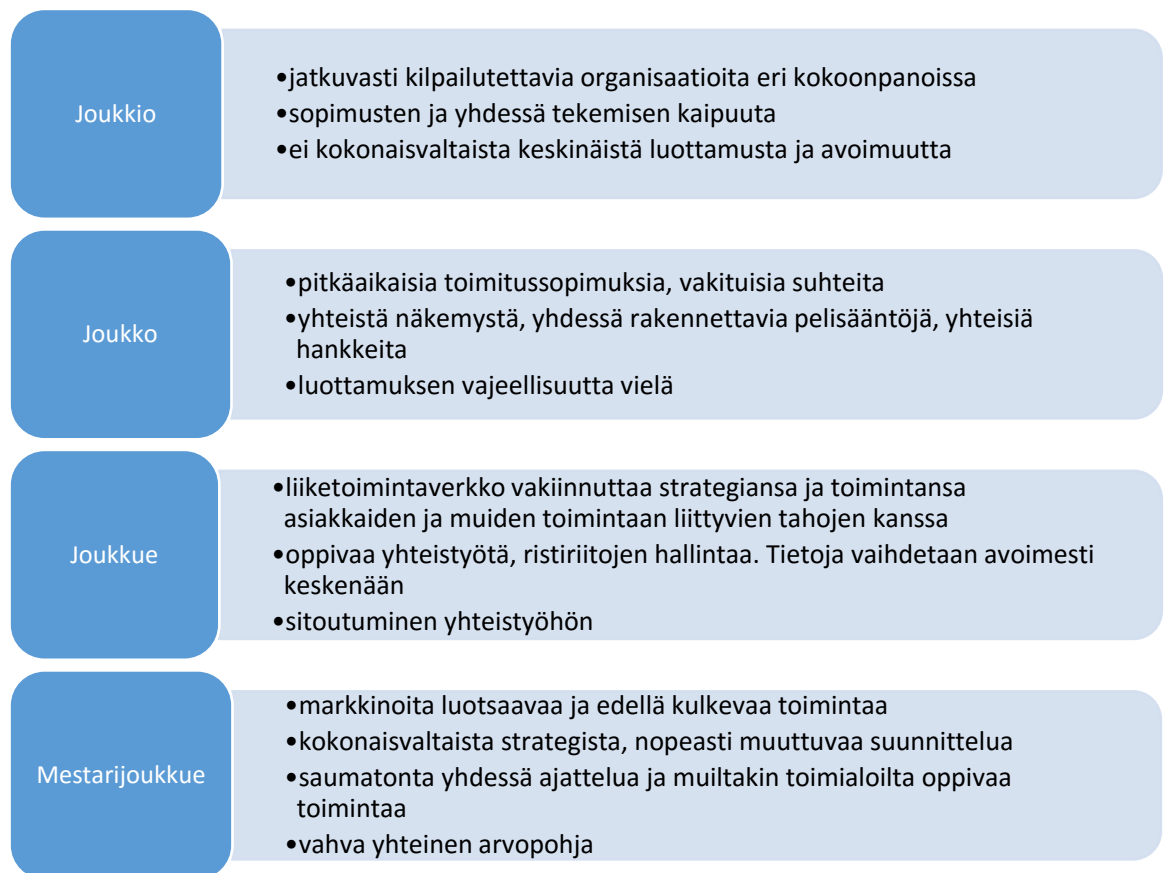 Joukkio
•jatkuvasti kilpailutettavia organisaatioita eri kokoonpanoissa
•sopimusten ja yhdessä tekemisen kaipuuta
•ei kokonaisvaltaista keskinäistä luottamusta ja avoimuutta
Joukko
•pitkäaikaisia toimitussopimuksia, vakituisia suhteita
•yhteistä näkemystä, yhdessä rakennettavia pelisääntöjä, yhteisiä
hankkeita
•luottamuksen vajeellisuutta vielä
Joukkue
•liiketoimintaverkko vakiinnuttaa strategiansa ja toimintansa
asiakkaiden ja muiden toimintaan liittyvien tahojen kanssa
•oppivaa yhteistyötä, ristiriitojen hallintaa. Tietoja vaihdetaan avoimesti
keskenään
•sitoutuminen yhteistyöhön
Mestarijoukkue
•markkinoita luotsaavaa ja edellä kulkevaa toimintaa
•kokonaisvaltaista strategista, nopeasti muuttuvaa suunnittelua
•saumatonta yhdessä ajattelua ja muiltakin toimialoilta oppivaa
toimintaa
•vahva yhteinen arvopohja